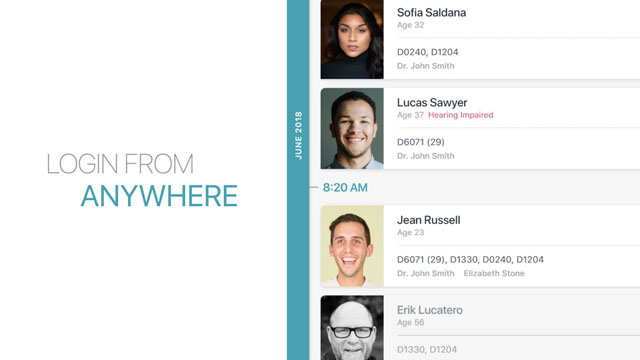 LOGIN FROM
ANYWHERE
JUNE 2018
Sofia Saldana
Age 32
D0240, D1204
Dr. John Smith
Lucas Sawyer
Age 37 Hearing Impaired
D6071 (29)
Dr. John Smith
8:20 AM
Jean Russell
Age 23
D6071 (29), D1330, D0240, D1204
Dr. John Smith Elizabeth Stone
Erik Lucatero
Age 56
D1330, D1204